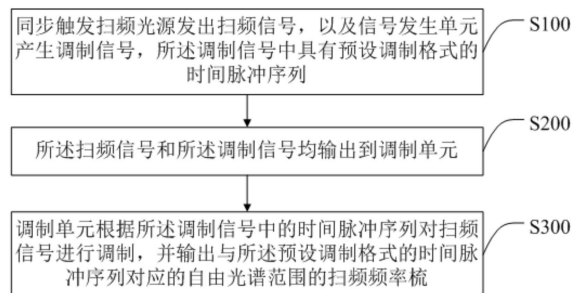 同步触发扫频光源发出扫频信号，以及信号发生单元
产生调制信号，所述调制信号中具有预设调制格式的
时间脉冲序列
S100
所述扫频信号和所述调制信号均输出到调制单元
S200
调制单元根据所述调制信号中的时间脉冲序列对扫频
信号进行调制，并输出与所述预设调制格式的时间脉
冲序列对应的自由光谱范围的扫频频率梳
S300